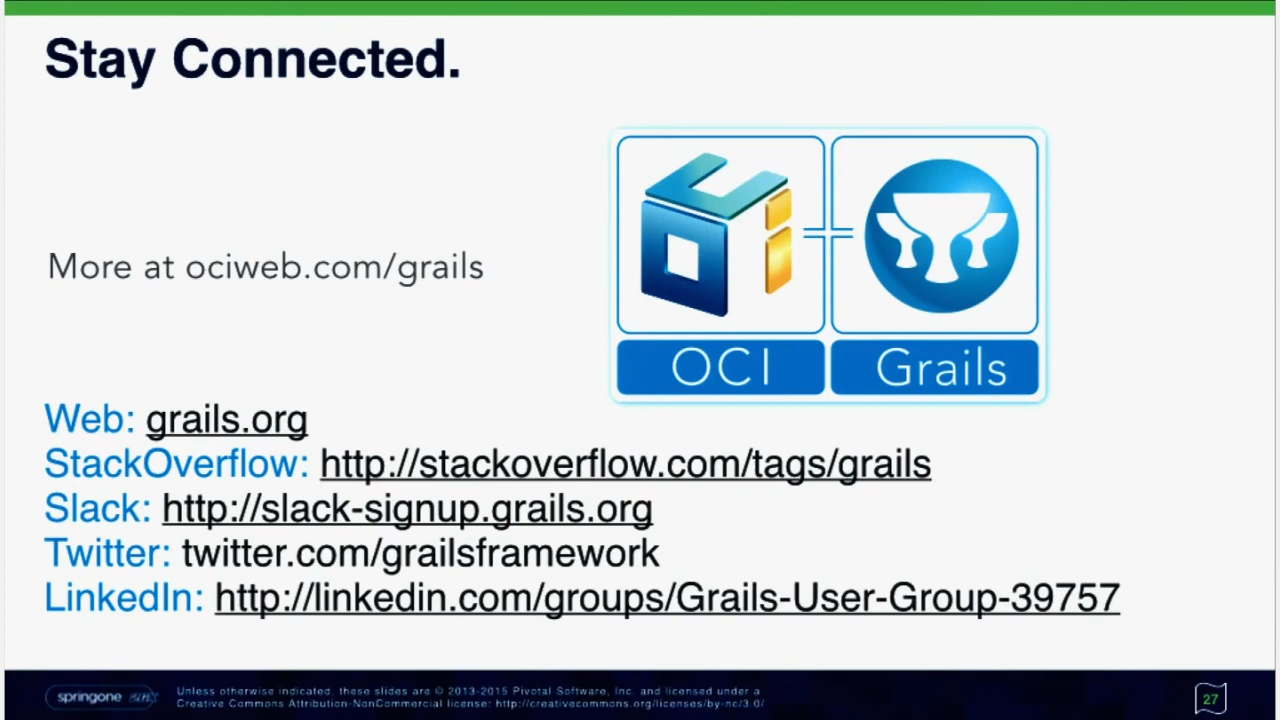 Stay Connected.
More at ociweb.com/grails
OCI
Grails
Web: grails.org
StackOverflow: http://stackoverflow.com/tags/grails
Slack: http://slack-signup.grails.org
Twitter: twitter.com/grailsframework
LinkedIn: http://linkedin.com/groups/Grails-User-Group-39757
springone
Unless otherwise indicated, these slides are © 2013-2015 Pivotal Software, Inc. and licensed under a
Creative Commons Attribution-NonCommercial license: http://creativecommons.org/licenses/by-nc/3.0/
27